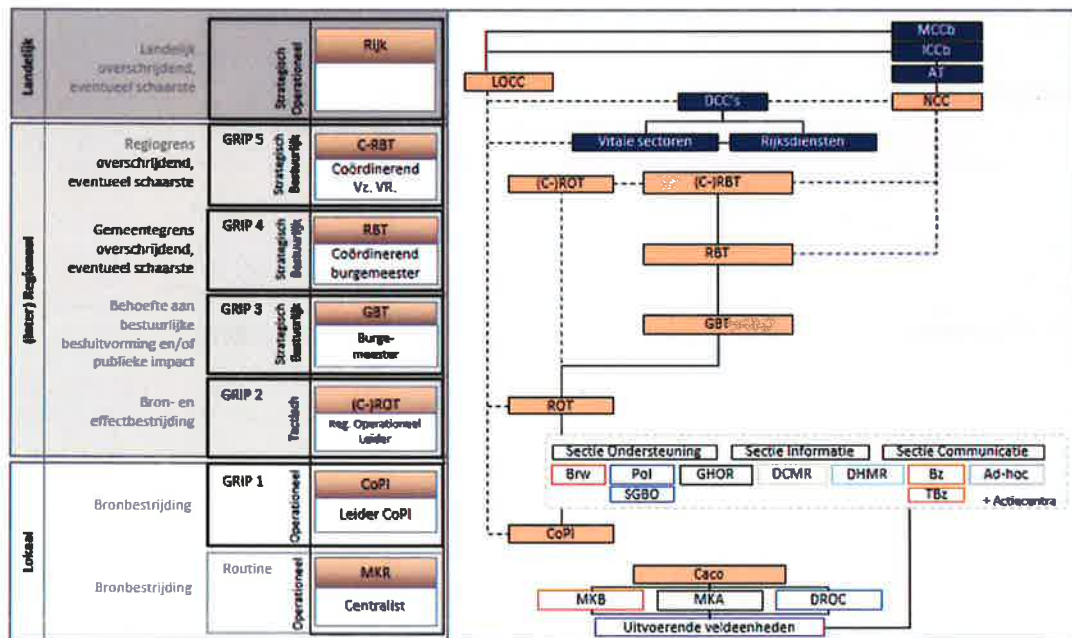 Landelijk
Landelijk
overschrijdend,
eventueel schaarste
Strategisch
Operationeel
Rijk
(Inter) Regionaal
Regiogrens
overschrijdend,
eventueel schaarste
GRIP 5
Strategisch
Bestuurlijk
C-RBT
Coördinerend
Vz. VR.
Gemeentegrens
overschrijdend,
eventueel schaarste
GRIP 4
Strategisch
Bestuurlijk
RBT
Coördinerend
burgemeester
Behoefte aan
bestuurlijke
besluitvorming en/of
publieke impact
GRIP 3
Strategisch
Bestuurlijk
GBT
Burge-
meester
Bron- en
effectbestrijding
GRIP 2
Tactisch
(C-)ROT
Reg. Operationeel
Leider
Lokaal
Bronbestrijding
GRIP 1
Operationeel
CoPI
Leider CoPI
Bronbestrijding
Routine
Operationeel
MKR
Centralist
MCCb
ICCb
AT
LOCC
DCC's
NCC
Vitale sectoren
Rijksdiensten
(C-)ROT
(C-)RBT
RBT
GBT
ROT
Sectie Ondersteuning
Sectie Informatie
Sectie Communicatie
Brw
Pol
GHOR
DCMR
DHMR
Bz
Ad-hoc
SGBO
TBz
+ Actiecentra
CoPI
Caco
MKB
MKA
DROC
Uitvoerende veldeenheden